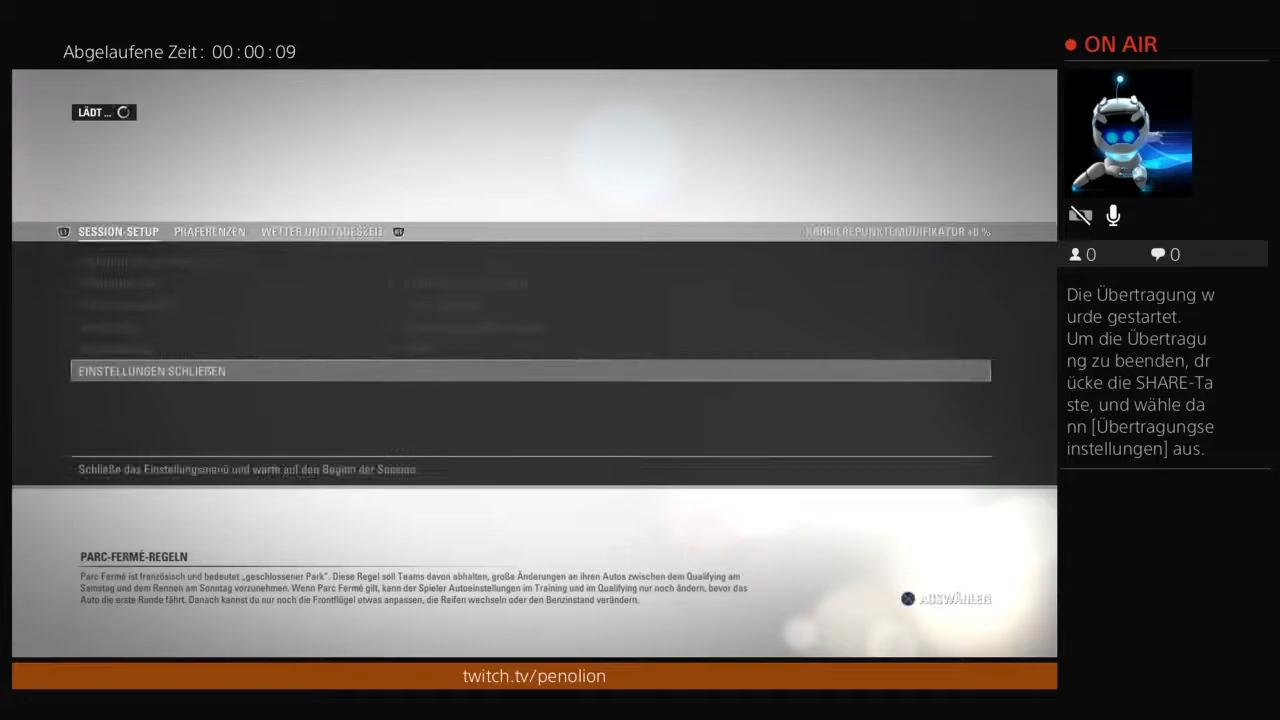 Abgelaufene Zeit: 00:00:09
ON AIR
LÄDT ...
SESSION-SETUP PRÄFERENZEN WETTER UND TAGESZEIT
KARRIEREPUNKTEMODIFIKATOR +0 %
0 0
Die Übertragung w
urde gestartet.
Um die Übertragu
ng zu beenden, dr
ücke die SHARE-Ta
ste, und wähle da
nn [Übertragungse
instellungen] aus.
EINSTELLUNGEN SCHLIEßEN
Schließe das Einstellungsmenü und warte auf den Beginn der Session
PARC-FERMÉ-REGELN
Parc Fermé ist französisch und bedeutet „geschlossener Park". Diese Regel soll Teams davon abhalten, große Änderungen an ihren Autos zwischen dem Qualifying am
Samstag und dem Rennen am Sonntag vorzunehmen. Wenn Parc Fermé gilt, kann der Spieler Autoeinstellungen im Training und im Qualifying nur noch ändern, bevor das
Auto die erste Runde fährt. Danach kannst du nur noch die Frontflügel etwas anpassen, die Reifen wechseln oder den Benzinstand verändern.
AUSWÄHLEN
twitch.tv/penolion